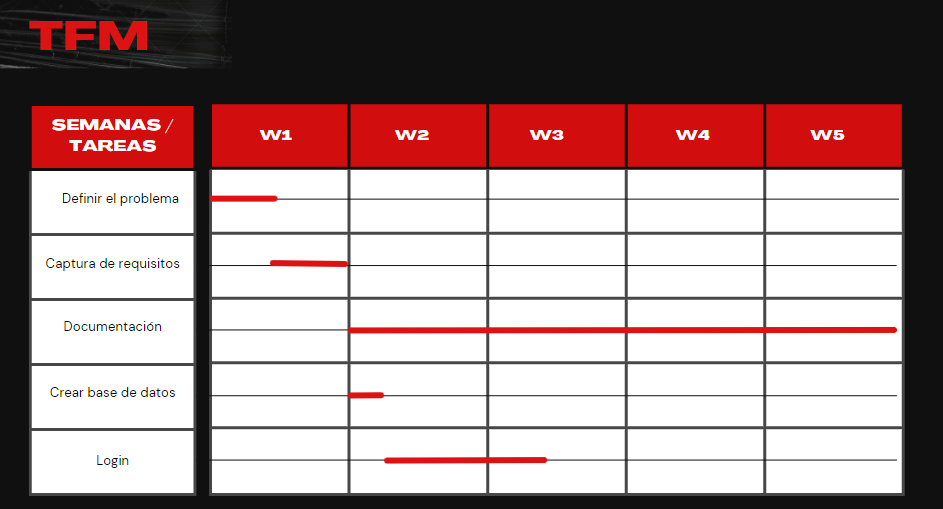 TFM
SEMANAS /
TAREAS
W1
W2
W3
W4
W5
Definir el problema
Captura de requisitos
Documentación
Crear base de datos
Login